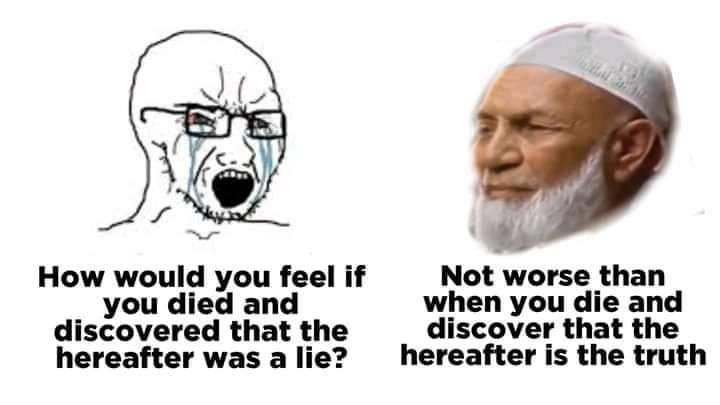 How would you feel if
you died and
discovered that the
hereafter was a lie?
Not worse than
when you die and
discover that the
hereafter is the truth